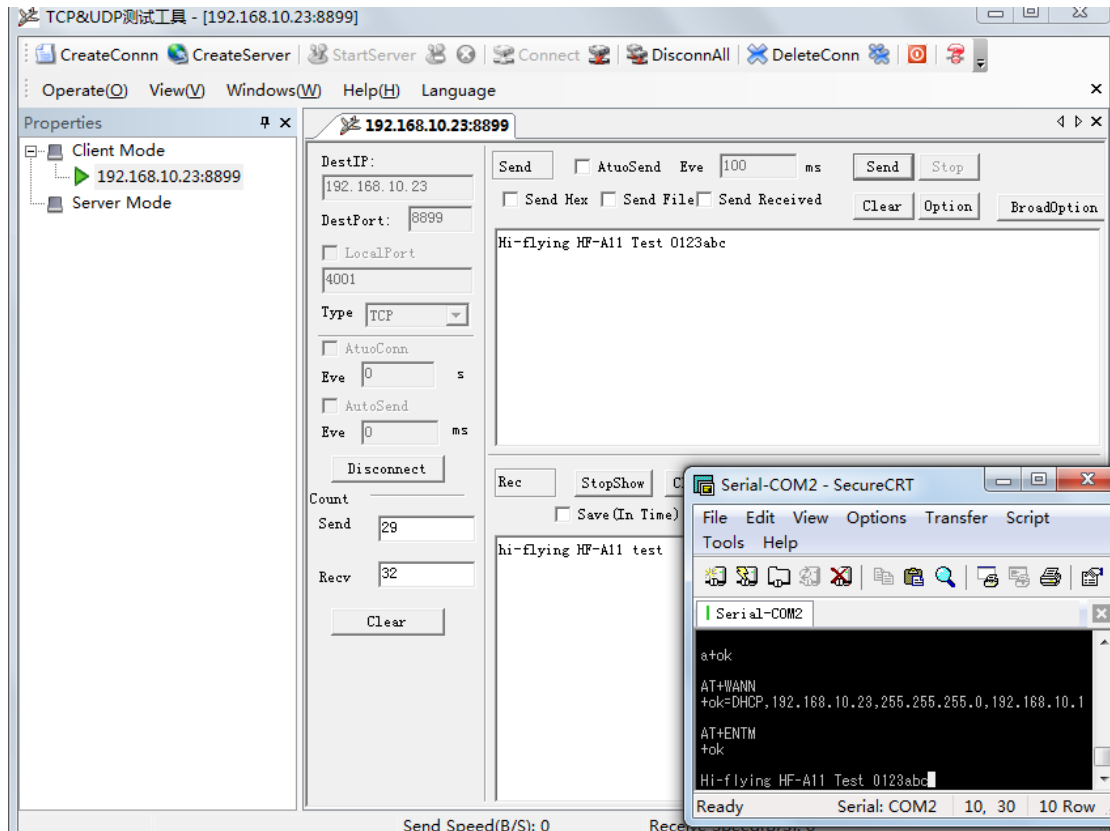 TCP&UDP测试工具 - [192.168.10.23:8899]
CreateConnn CreateServer StartServer Connect DisconnAll DeleteConn
Operate(O) View(V) Windows(W) Help(H) Language
Properties
192.168.10.23:8899
Client Mode
192.168.10.23:8899
Server Mode
DestIP:
192.168.10.23
DestPort: 8899
LocalPort
4001
Type TCP
AtuoConn
Eve 0 s
AutoSend
Eve 0 ms
Disconnect
Count
Send 29
Recv 32
Clear
Send AtuoSend Eve 100 ms Send Stop
Send Hex Send File Send Received Clear Option BroadOption
Hi-flying HF-A11 Test 0123abc
Rec StopShow
Save(In Time)
hi-flying HF-A11 test
Serial-COM2 - SecureCRT
File Edit View Options Transfer Script
Tools Help
Serial-COM2
a+ok
AT+WANN
+ok=DHCP,192.168.10.23,255.255.255.0,192.168.10.1
AT+ENTM
+ok
Hi-flying HF-A11 Test 0123abc
Ready Serial: COM2 10, 30 10 Row
Send Speed(B/S): 0